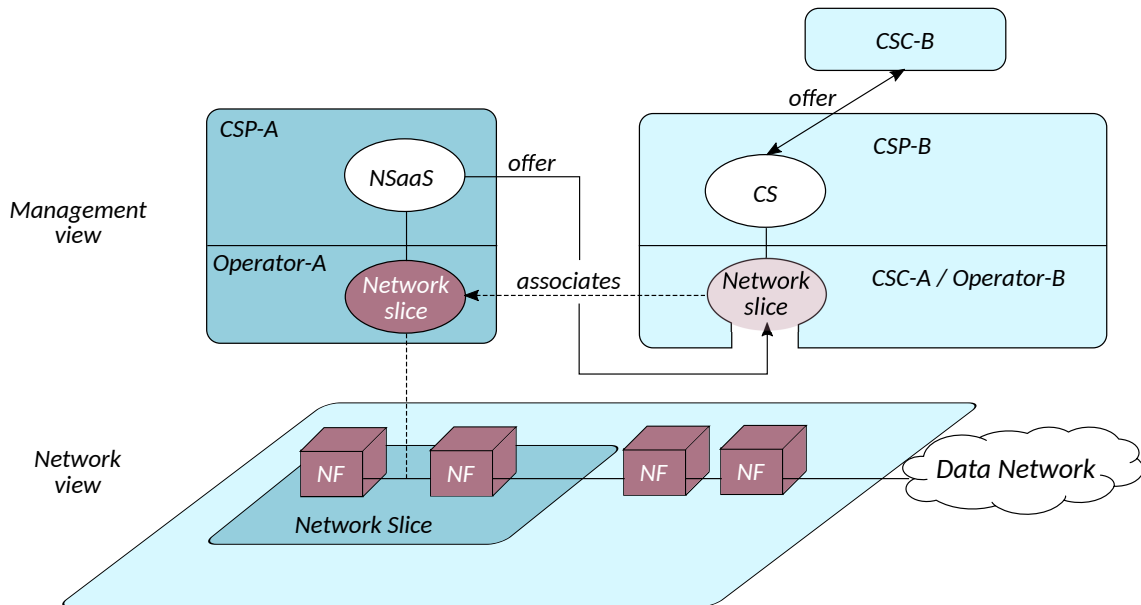 CSC-B
offer
CSP-A
CSP-B
NSaaS
offer
CS
Management
view
Operator-A
Network
slice
associates
Network
slice
CSC-A / Operator-B
Network
view
NF
NF
NF
NF
Data Network
Network Slice